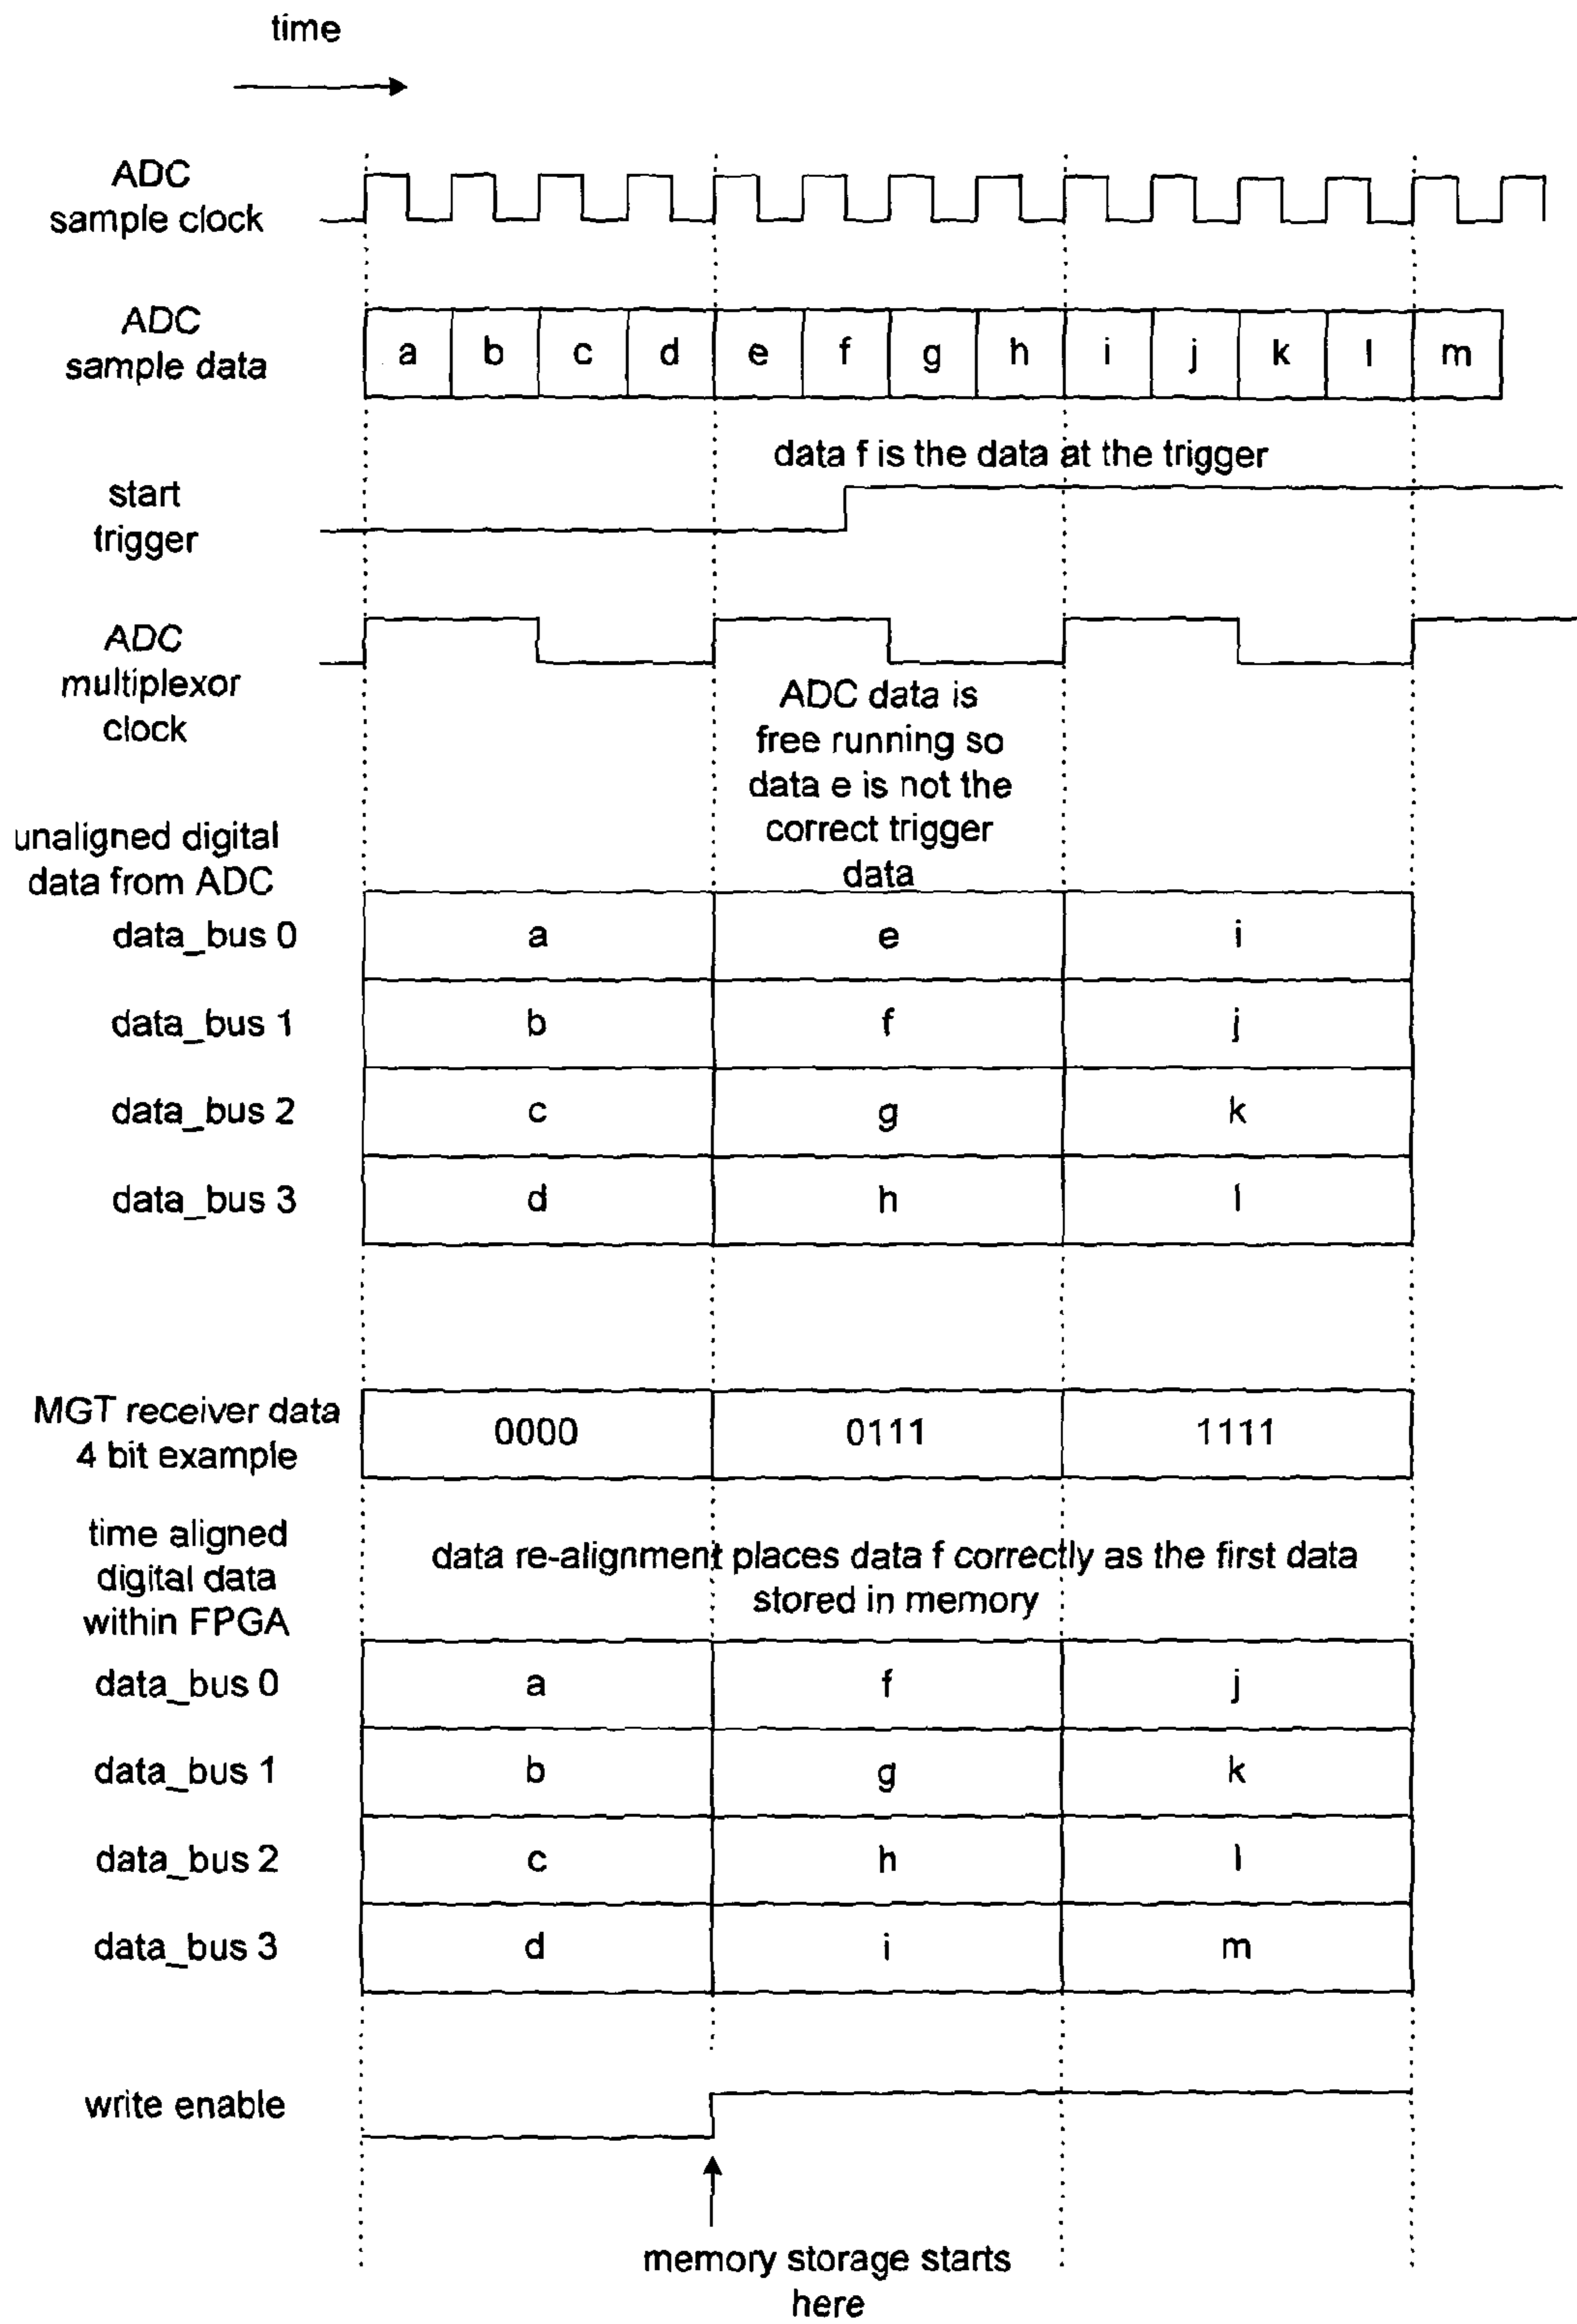 time
ADC
sample clock
ADC
sample data
a b c d e f g h i j k l m
data f is the data at the trigger
start
trigger
ADC
multiplexor
clock
ADC data is
free running so
data e is not the
correct trigger
data
unaligned digital
data from ADC
data_bus 0 a e i
data_bus 1 b f j
data_bus 2 c g k
data_bus 3 d h l
MGT receiver data
4 bit example
0000 0111 1111
time aligned
digital data
within FPGA
data re-alignment places data f correctly as the first data
stored in memory
data_bus 0 a f j
data_bus 1 b g k
data_bus 2 c h l
data_bus 3 d i m
write enable
memory storage starts
here